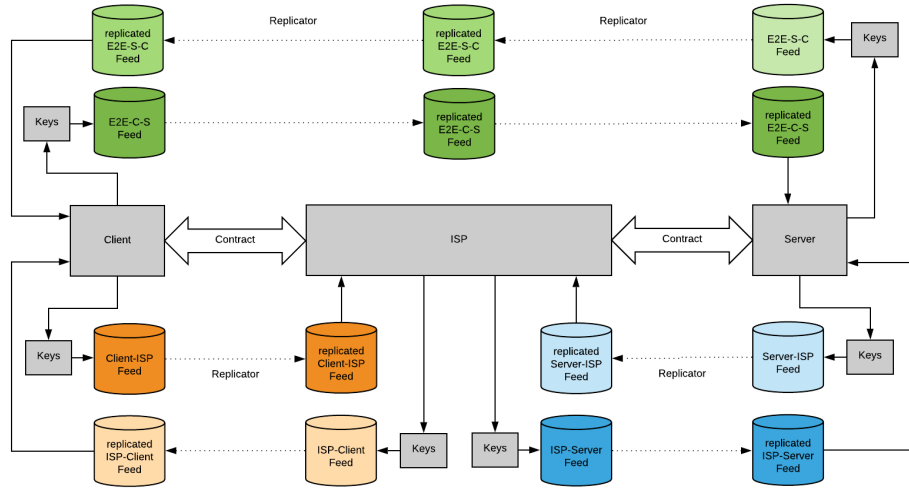 Replicator
Replicator
replicated
E2E-S-C
Feed
replicated
E2E-S-C
Feed
E2E-S-C
Feed
Keys
Keys
E2E-C-S
Feed
replicated
E2E-C-S
Feed
replicated
E2E-C-S
Feed
Client
Contract
ISP
Contract
Server
Keys
Client-ISP
Feed
Replicator
replicated
Client-ISP
Feed
replicated
Server-ISP
Feed
Replicator
Server-ISP
Feed
Keys
replicated
ISP-Client
Feed
ISP-Client
Feed
Keys
Keys
ISP-Server
Feed
replicated
ISP-Server
Feed